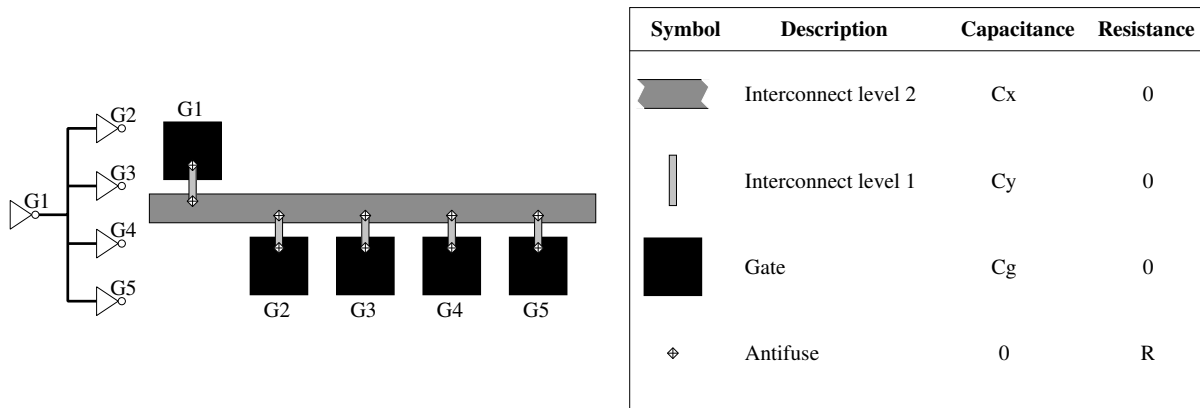 G1
G2
G3
G4
G5
G1
G2 G3 G4 G5
Symbol Description Capacitance Resistance
Interconnect level 2 Cx 0
Interconnect level 1 Cy 0
Gate Cg 0
Antifuse 0 R